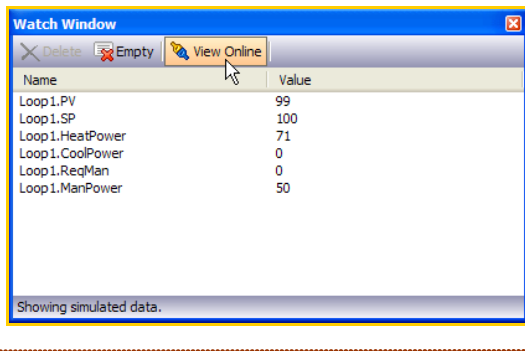 Watch Window
Delete Empty View Online
Name Value
Loop1.PV 99
Loop1.SP 100
Loop1.HeatPower 71
Loop1.CoolPower 0
Loop1.ReqMan 0
Loop1.ManPower 50
Showing simulated data.